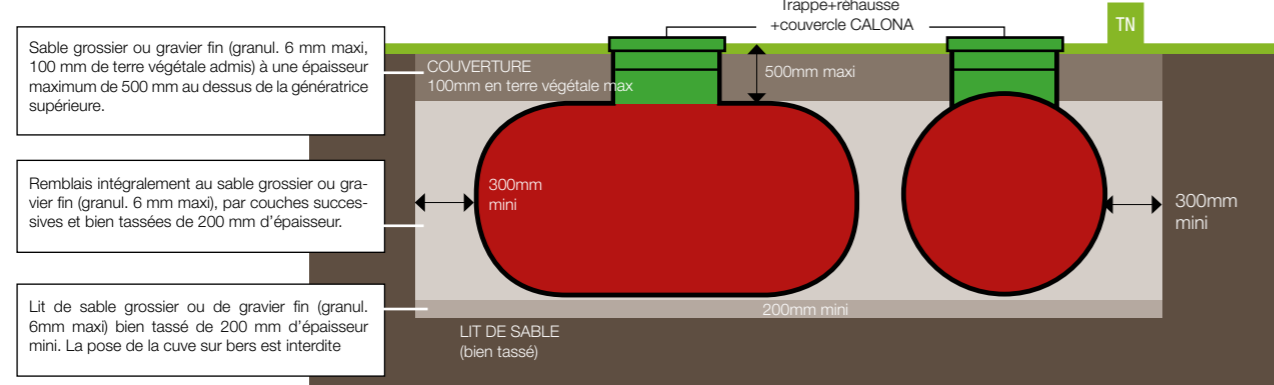 Trappe+réhausse
+couvercle CALONA
TN
Sable grossier ou gravier fin (granul. 6 mm maxi,
100 mm de terre végétale admis) à une épaisseur
maximum de 500 mm au dessus de la génératrice
supérieure.
COUVERTURE
100mm en terre végétale max
500mm maxi
Remblais intégralement au sable grossier ou gra-
vier fin (granul. 6 mm maxi), par couches succes-
sives et bien tassées de 200 mm d'épaisseur.
300mm
mini
300mm
mini
Lit de sable grossier ou de gravier fin (granul.
6mm maxi) bien tassé de 200 mm d'épaisseur
mini. La pose de la cuve sur bers est interdite
200mm mini
LIT DE SABLE
(bien tassé)